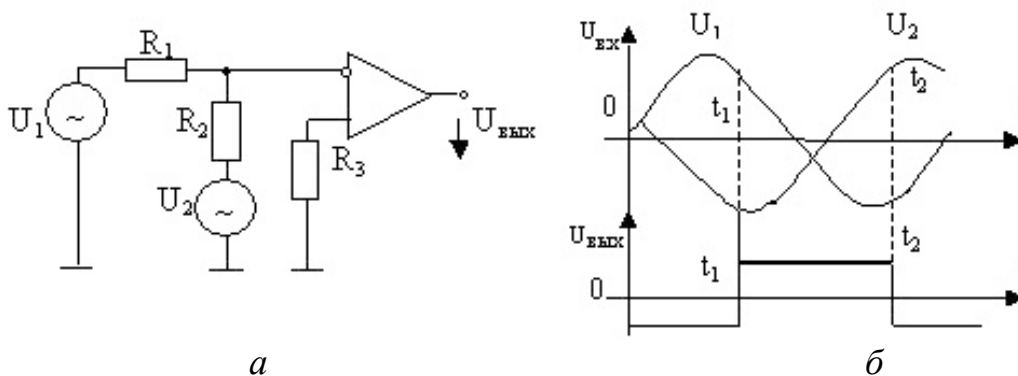 R₁
U₁
~
R₂
U₂
~
R₃
Uвых
а
Uвх
U₁
U₂
0
t₁
t₂
Uвых
t₁
t₂
0
б